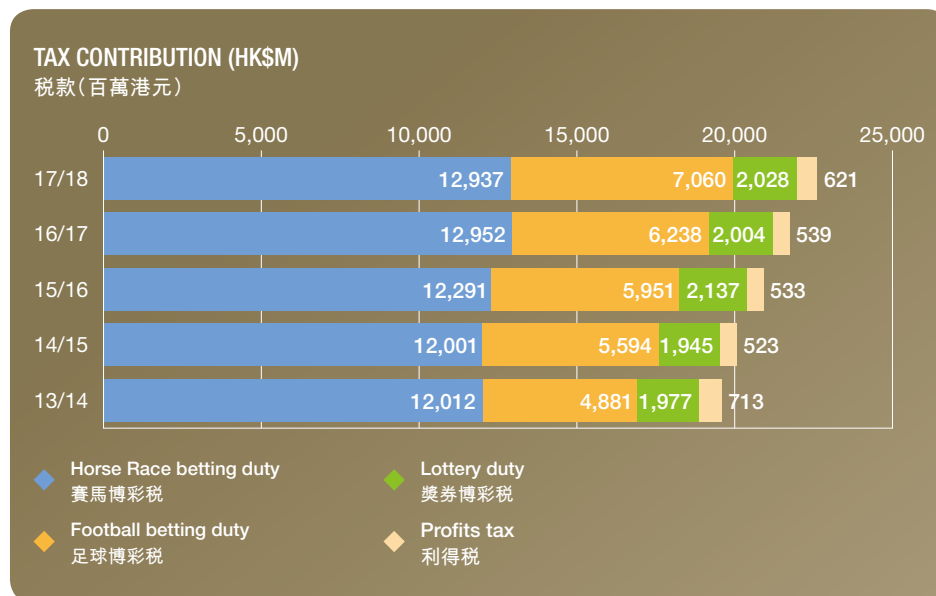 TAX CONTRIBUTION (HK$M)
税款（百萬港元）
0 5,000 10,000 15,000 20,000 25,000
17/18 12,937 7,060 2,028 621
16/17 12,952 6,238 2,004 539
15/16 12,291 5,951 2,137 533
14/15 12,001 5,594 1,945 523
13/14 12,012 4,881 1,977 713
Horse Race betting duty
賽馬博彩税
Football betting duty
足球博彩税
Lottery duty
獎券博彩税
Profits tax
利得税